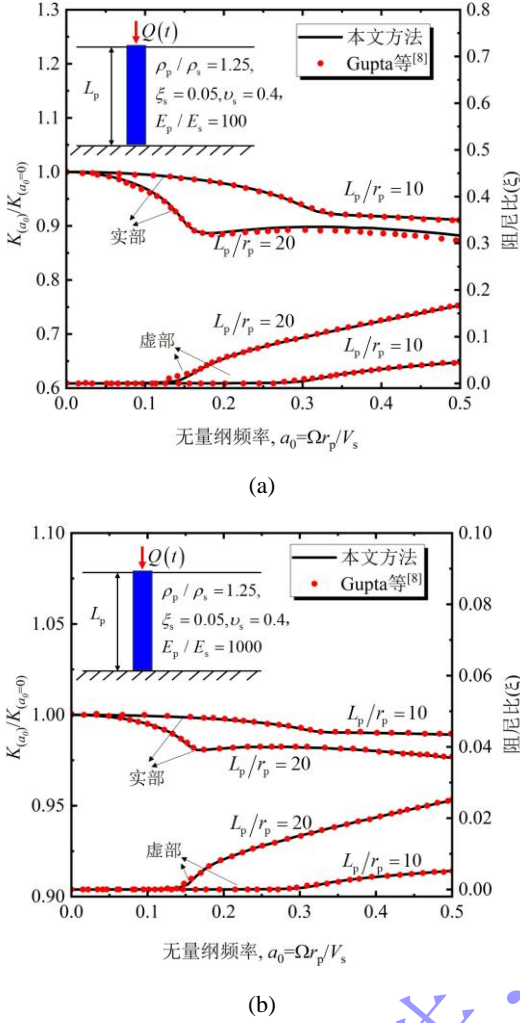 Q(t)
L_p
ρ_p / ρ_s = 1.25,
ξ_s = 0.05, υ_s = 0.4,
E_p / E_s = 100
本文方法
Gupta等[8]
1.3
1.2
1.1
1.0
0.9
0.8
0.7
0.6
K_(a_0)/K_(a_0=0)
0.8
0.7
0.6
0.5
0.4
0.3
0.2
0.1
0.0
阻尼比(ξ)
L_p/r_p = 10
实部
L_p/r_p = 20
L_p/r_p = 20
虚部
L_p/r_p = 10
0.0 0.1 0.2 0.3 0.4 0.5
无量纲频率, a_0=Ωr_p/V_s
(a)
Q(t)
L_p
ρ_p / ρ_s = 1.25,
ξ_s = 0.05, υ_s = 0.4,
E_p / E_s = 1000
本文方法
Gupta等[8]
1.10
1.05
1.00
0.95
0.90
K_(a_0)/K_(a_0=0)
0.10
0.08
0.06
0.04
0.02
0.00
阻尼比(ξ)
L_p/r_p = 10
实部
L_p/r_p = 20
L_p/r_p = 20
虚部
L_p/r_p = 10
0.0 0.1 0.2 0.3 0.4 0.5
无量纲频率, a_0=Ωr_p/V_s
(b)